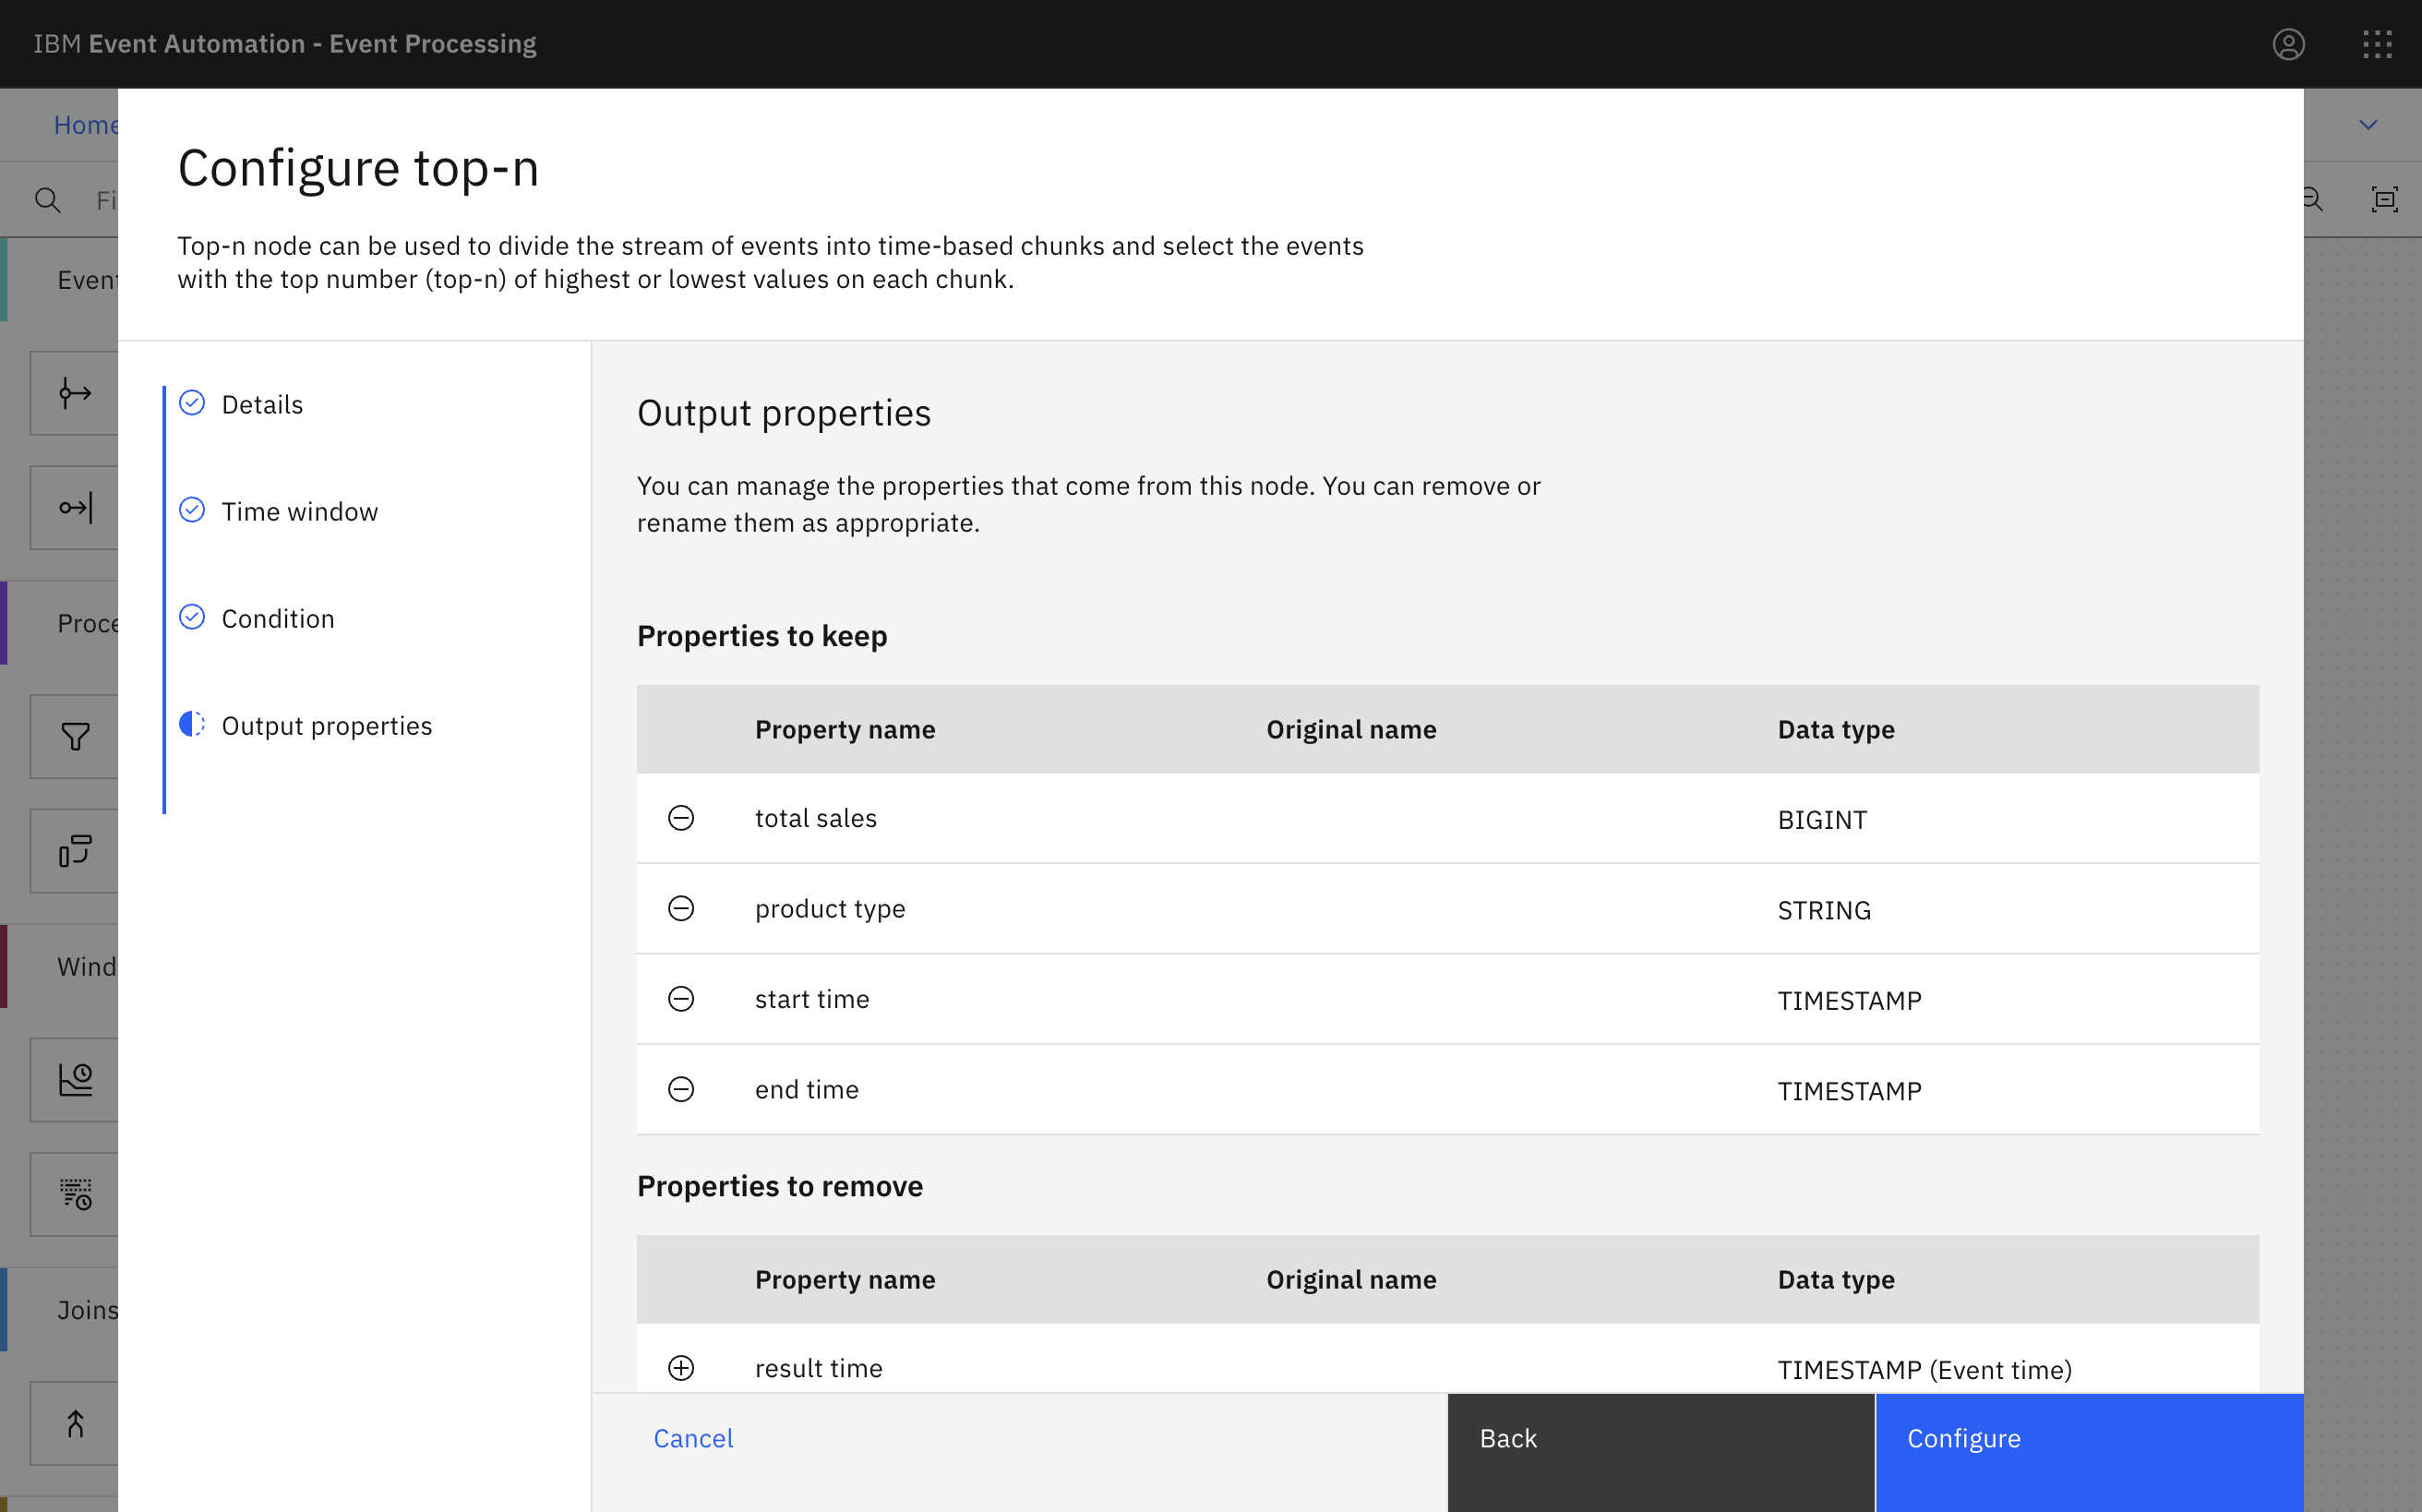 IBM Event Automation - Event Processing
Home
Configure top-n
Fi
Top-n node can be used to divide the stream of events into time-based chunks and select the events
with the top number (top-n) of highest or lowest values on each chunk.
Event
Details
Time window
Condition
Output properties
Proce
Wind
Joins
Output properties
You can manage the properties that come from this node. You can remove or
rename them as appropriate.
Properties to keep
Property name Original name Data type
total sales BIGINT
product type STRING
start time TIMESTAMP
end time TIMESTAMP
Properties to remove
Property name Original name Data type
result time TIMESTAMP (Event time)
Cancel Back Configure